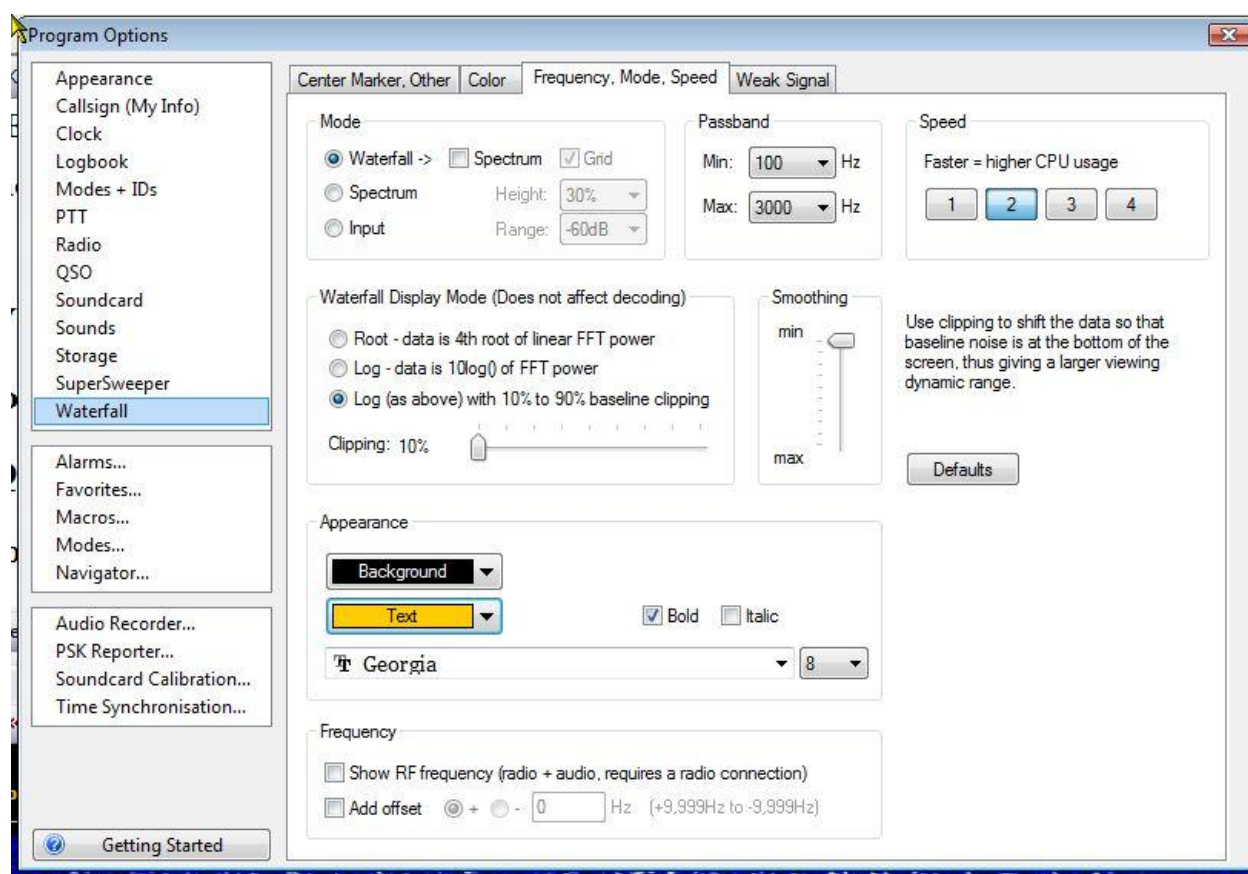 Program Options
Appearance
Callsign (My Info)
Clock
Logbook
Modes + IDs
PTT
Radio
QSO
Soundcard
Sounds
Storage
SuperSweeper
Waterfall
Alarms...
Favorites...
Macros...
Modes...
Navigator...
Audio Recorder...
PSK Reporter...
Soundcard Calibration...
Time Synchronisation...
Getting Started
Center Marker, Other Color Frequency, Mode, Speed Weak Signal
Mode
Waterfall -> Spectrum Grid
Spectrum Height: 30%
Input Range: -60dB
Passband
Min: 100 Hz
Max: 3000 Hz
Speed
Faster = higher CPU usage
1 2 3 4
Waterfall Display Mode (Does not affect decoding)
Root - data is 4th root of linear FFT power
Log - data is 10log() of FFT power
Log (as above) with 10% to 90% baseline clipping
Clipping: 10%
Smoothing
min
max
Use clipping to shift the data so that
baseline noise is at the bottom of the
screen, thus giving a larger viewing
dynamic range.
Defaults
Appearance
Background
Text Bold Italic
Georgia 8
Frequency
Show RF frequency (radio + audio, requires a radio connection)
Add offset + - 0 Hz (+9,999Hz to -9,999Hz)